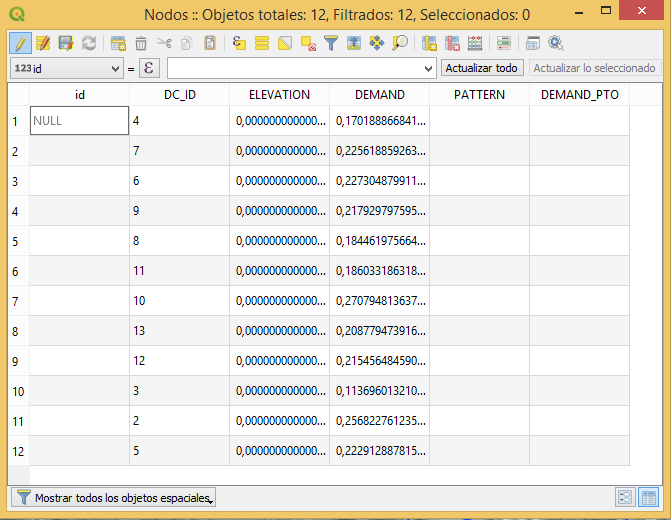 Nodos :: Objetos totales: 12, Filtrados: 12, Seleccionados: 0
123 id = ε Actualizar todo Actualizar lo seleccionado
id DC_ID ELEVATION DEMAND PATTERN DEMAND_PTO
1 NULL 4 0,000000000000... 0,170188866841...
2 7 0,000000000000... 0,225618859263...
3 6 0,000000000000... 0,227304879911...
4 9 0,000000000000... 0,217929797595...
5 8 0,000000000000... 0,184461975664...
6 11 0,000000000000... 0,186033186318...
7 10 0,000000000000... 0,270794813637...
8 13 0,000000000000... 0,208779473916...
9 12 0,000000000000... 0,215456484590...
10 3 0,000000000000... 0,113696013210...
11 2 0,000000000000... 0,256822761235...
12 5 0,000000000000... 0,222912887815...
Mostrar todos los objetos espaciales